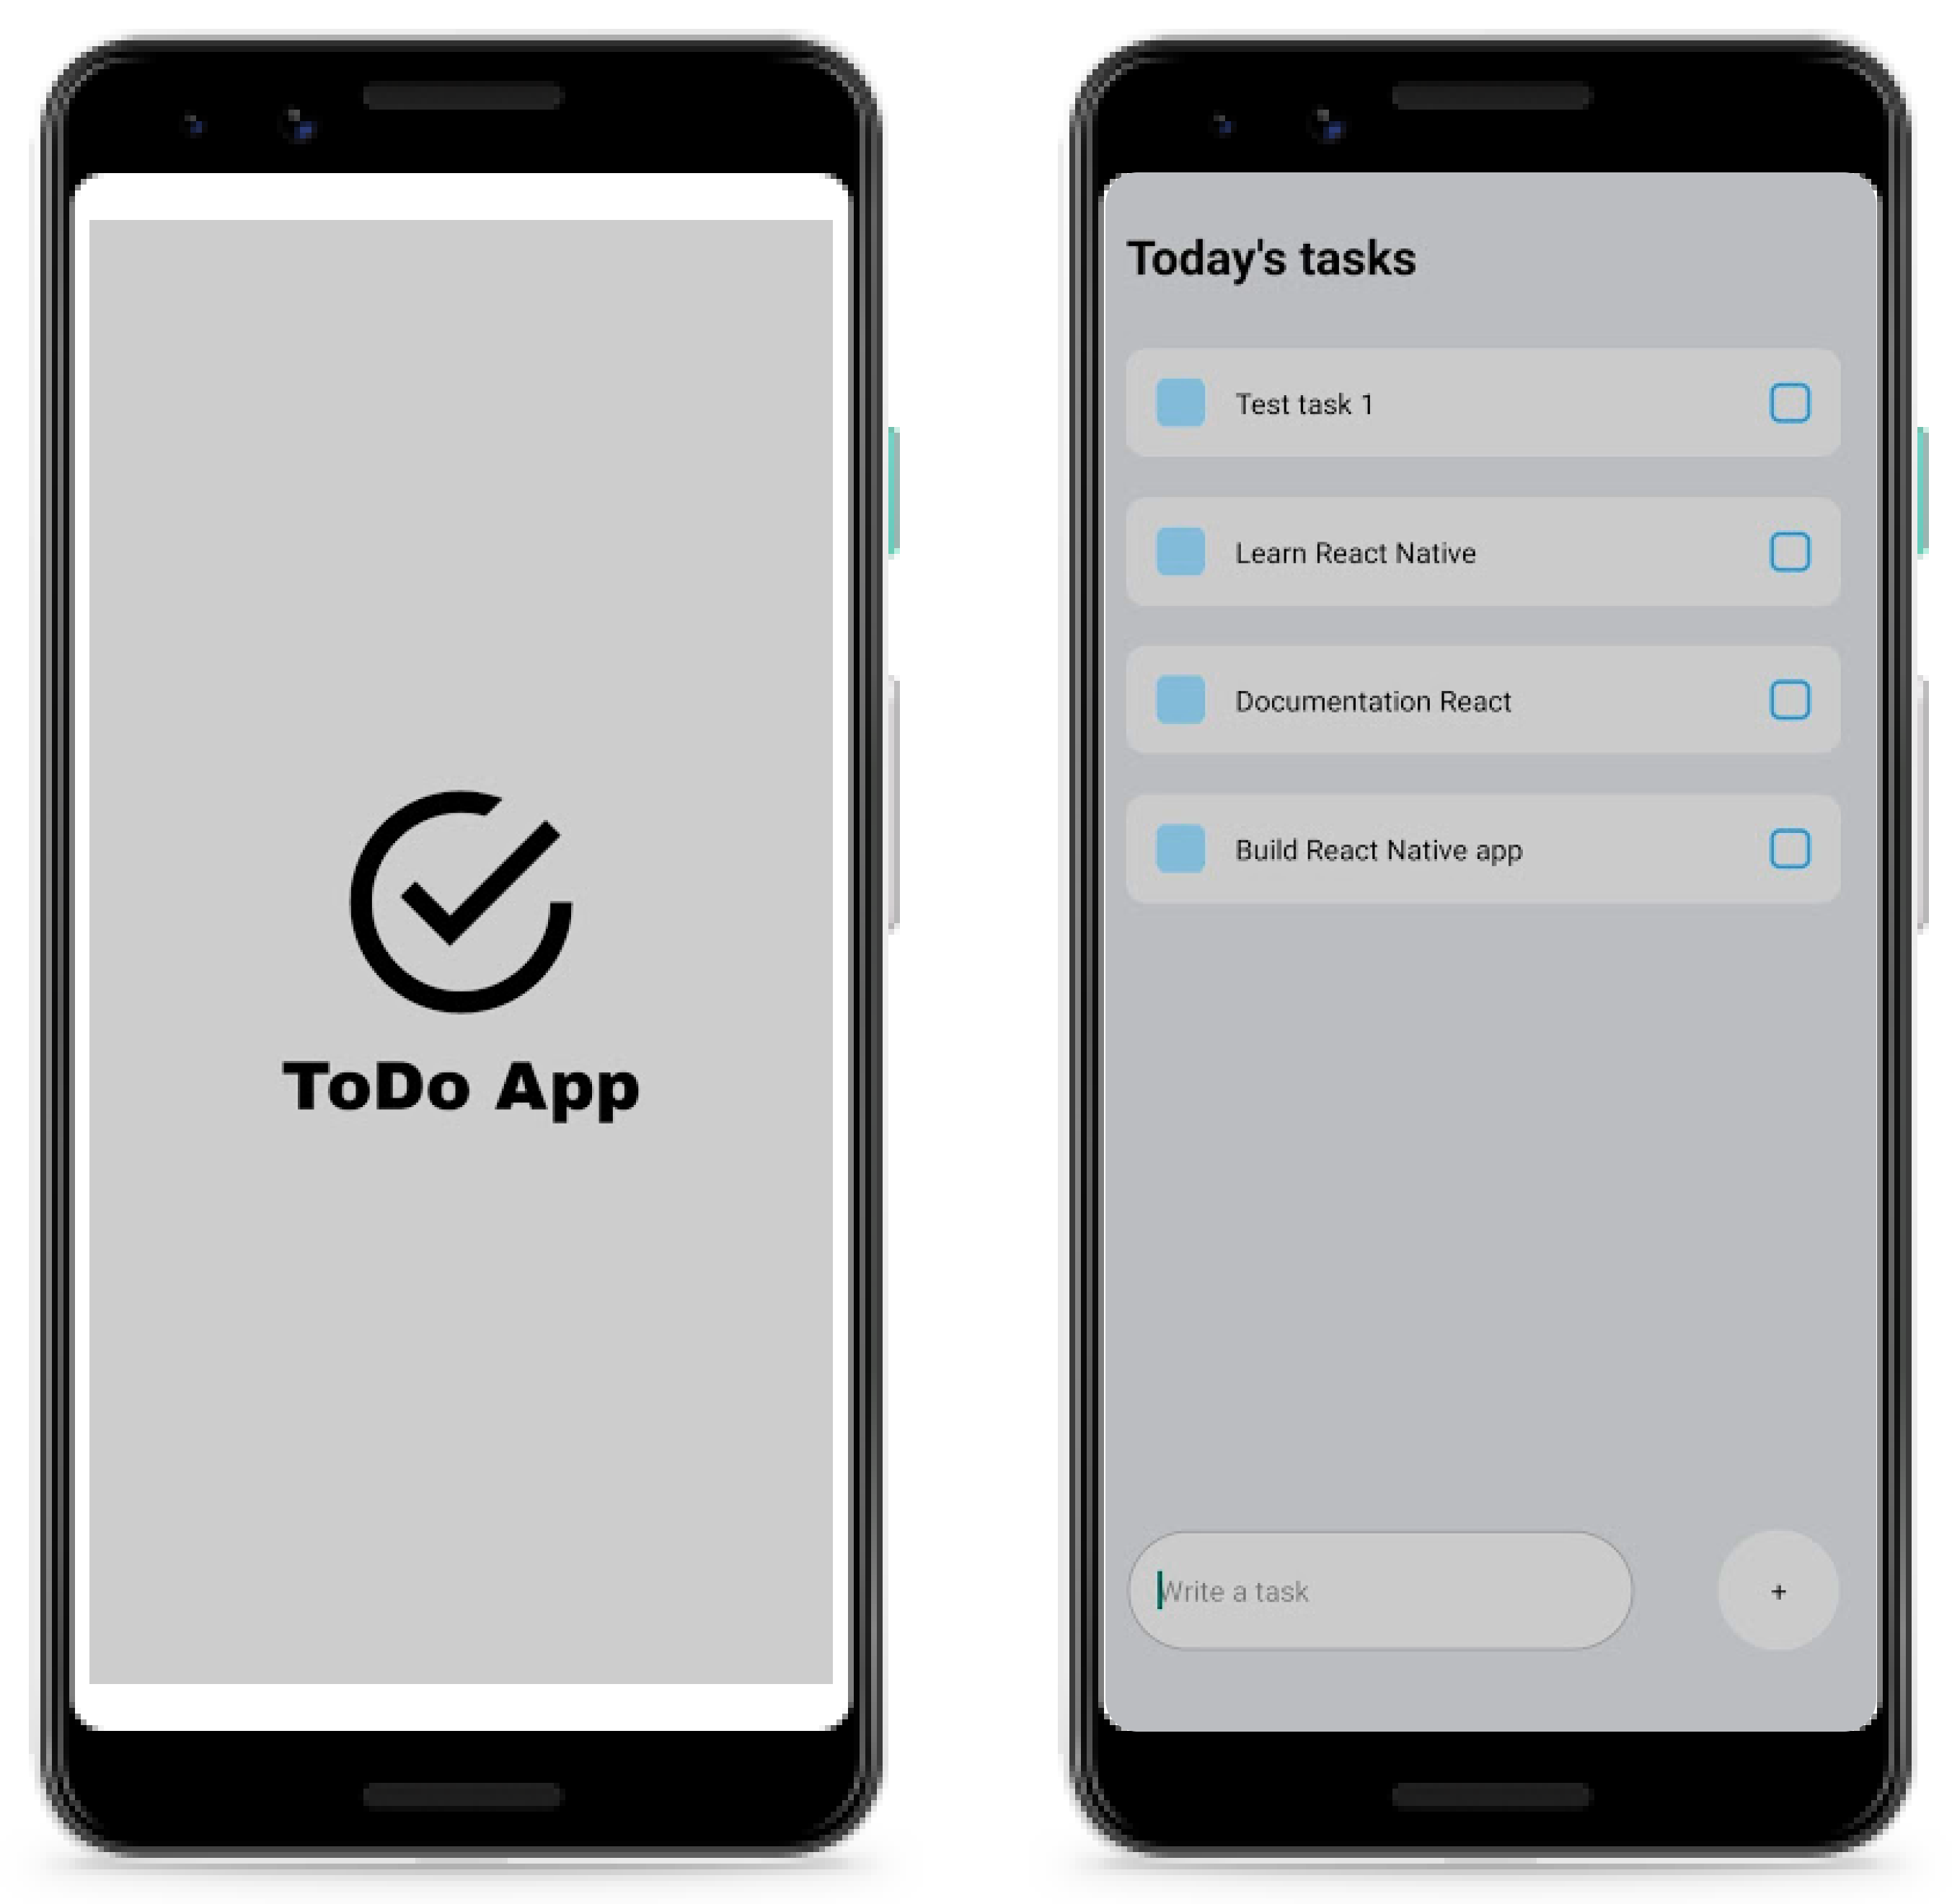 ToDo App
Today's tasks
Test task 1
Learn React Native
Documentation React
Build React Native app
Write a task
+